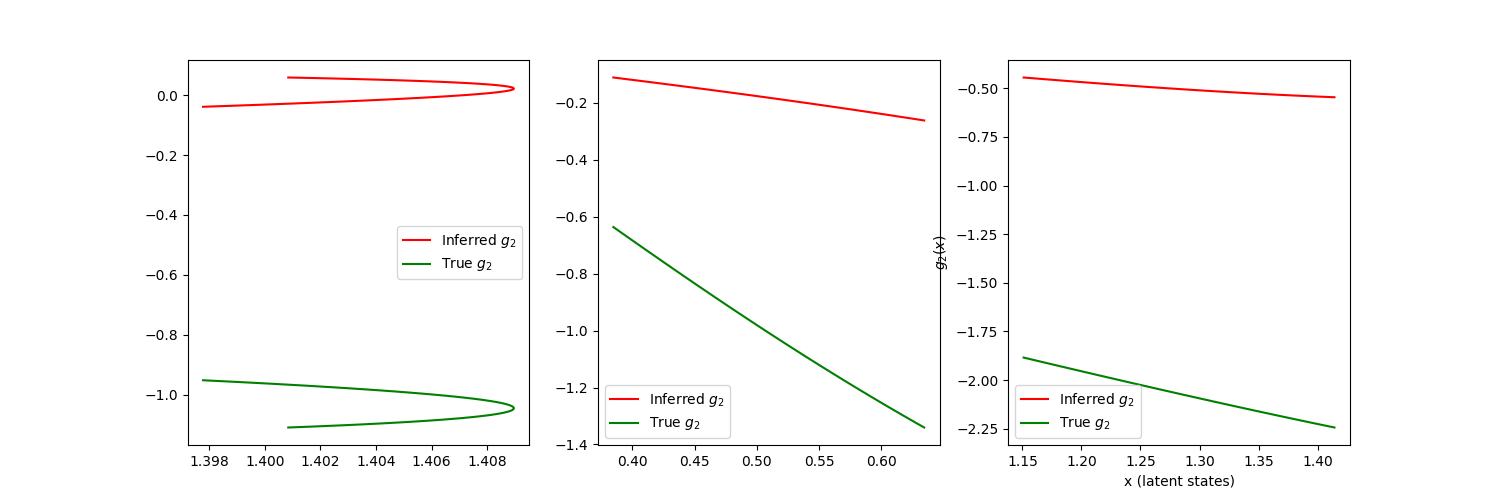 0.0
−0.2
−0.4
−0.6
−0.8
−1.0
1.398 1.400 1.402 1.404 1.406 1.408
Inferred g₂
True g₂
−0.2
−0.4
−0.6
−0.8
−1.0
−1.2
−1.4
0.40 0.45 0.50 0.55 0.60
Inferred g₂
True g₂
g₂(x)
−0.50
−0.75
−1.00
−1.25
−1.50
−1.75
−2.00
−2.25
1.15 1.20 1.25 1.30 1.35 1.40
x (latent states)
Inferred g₂
True g₂